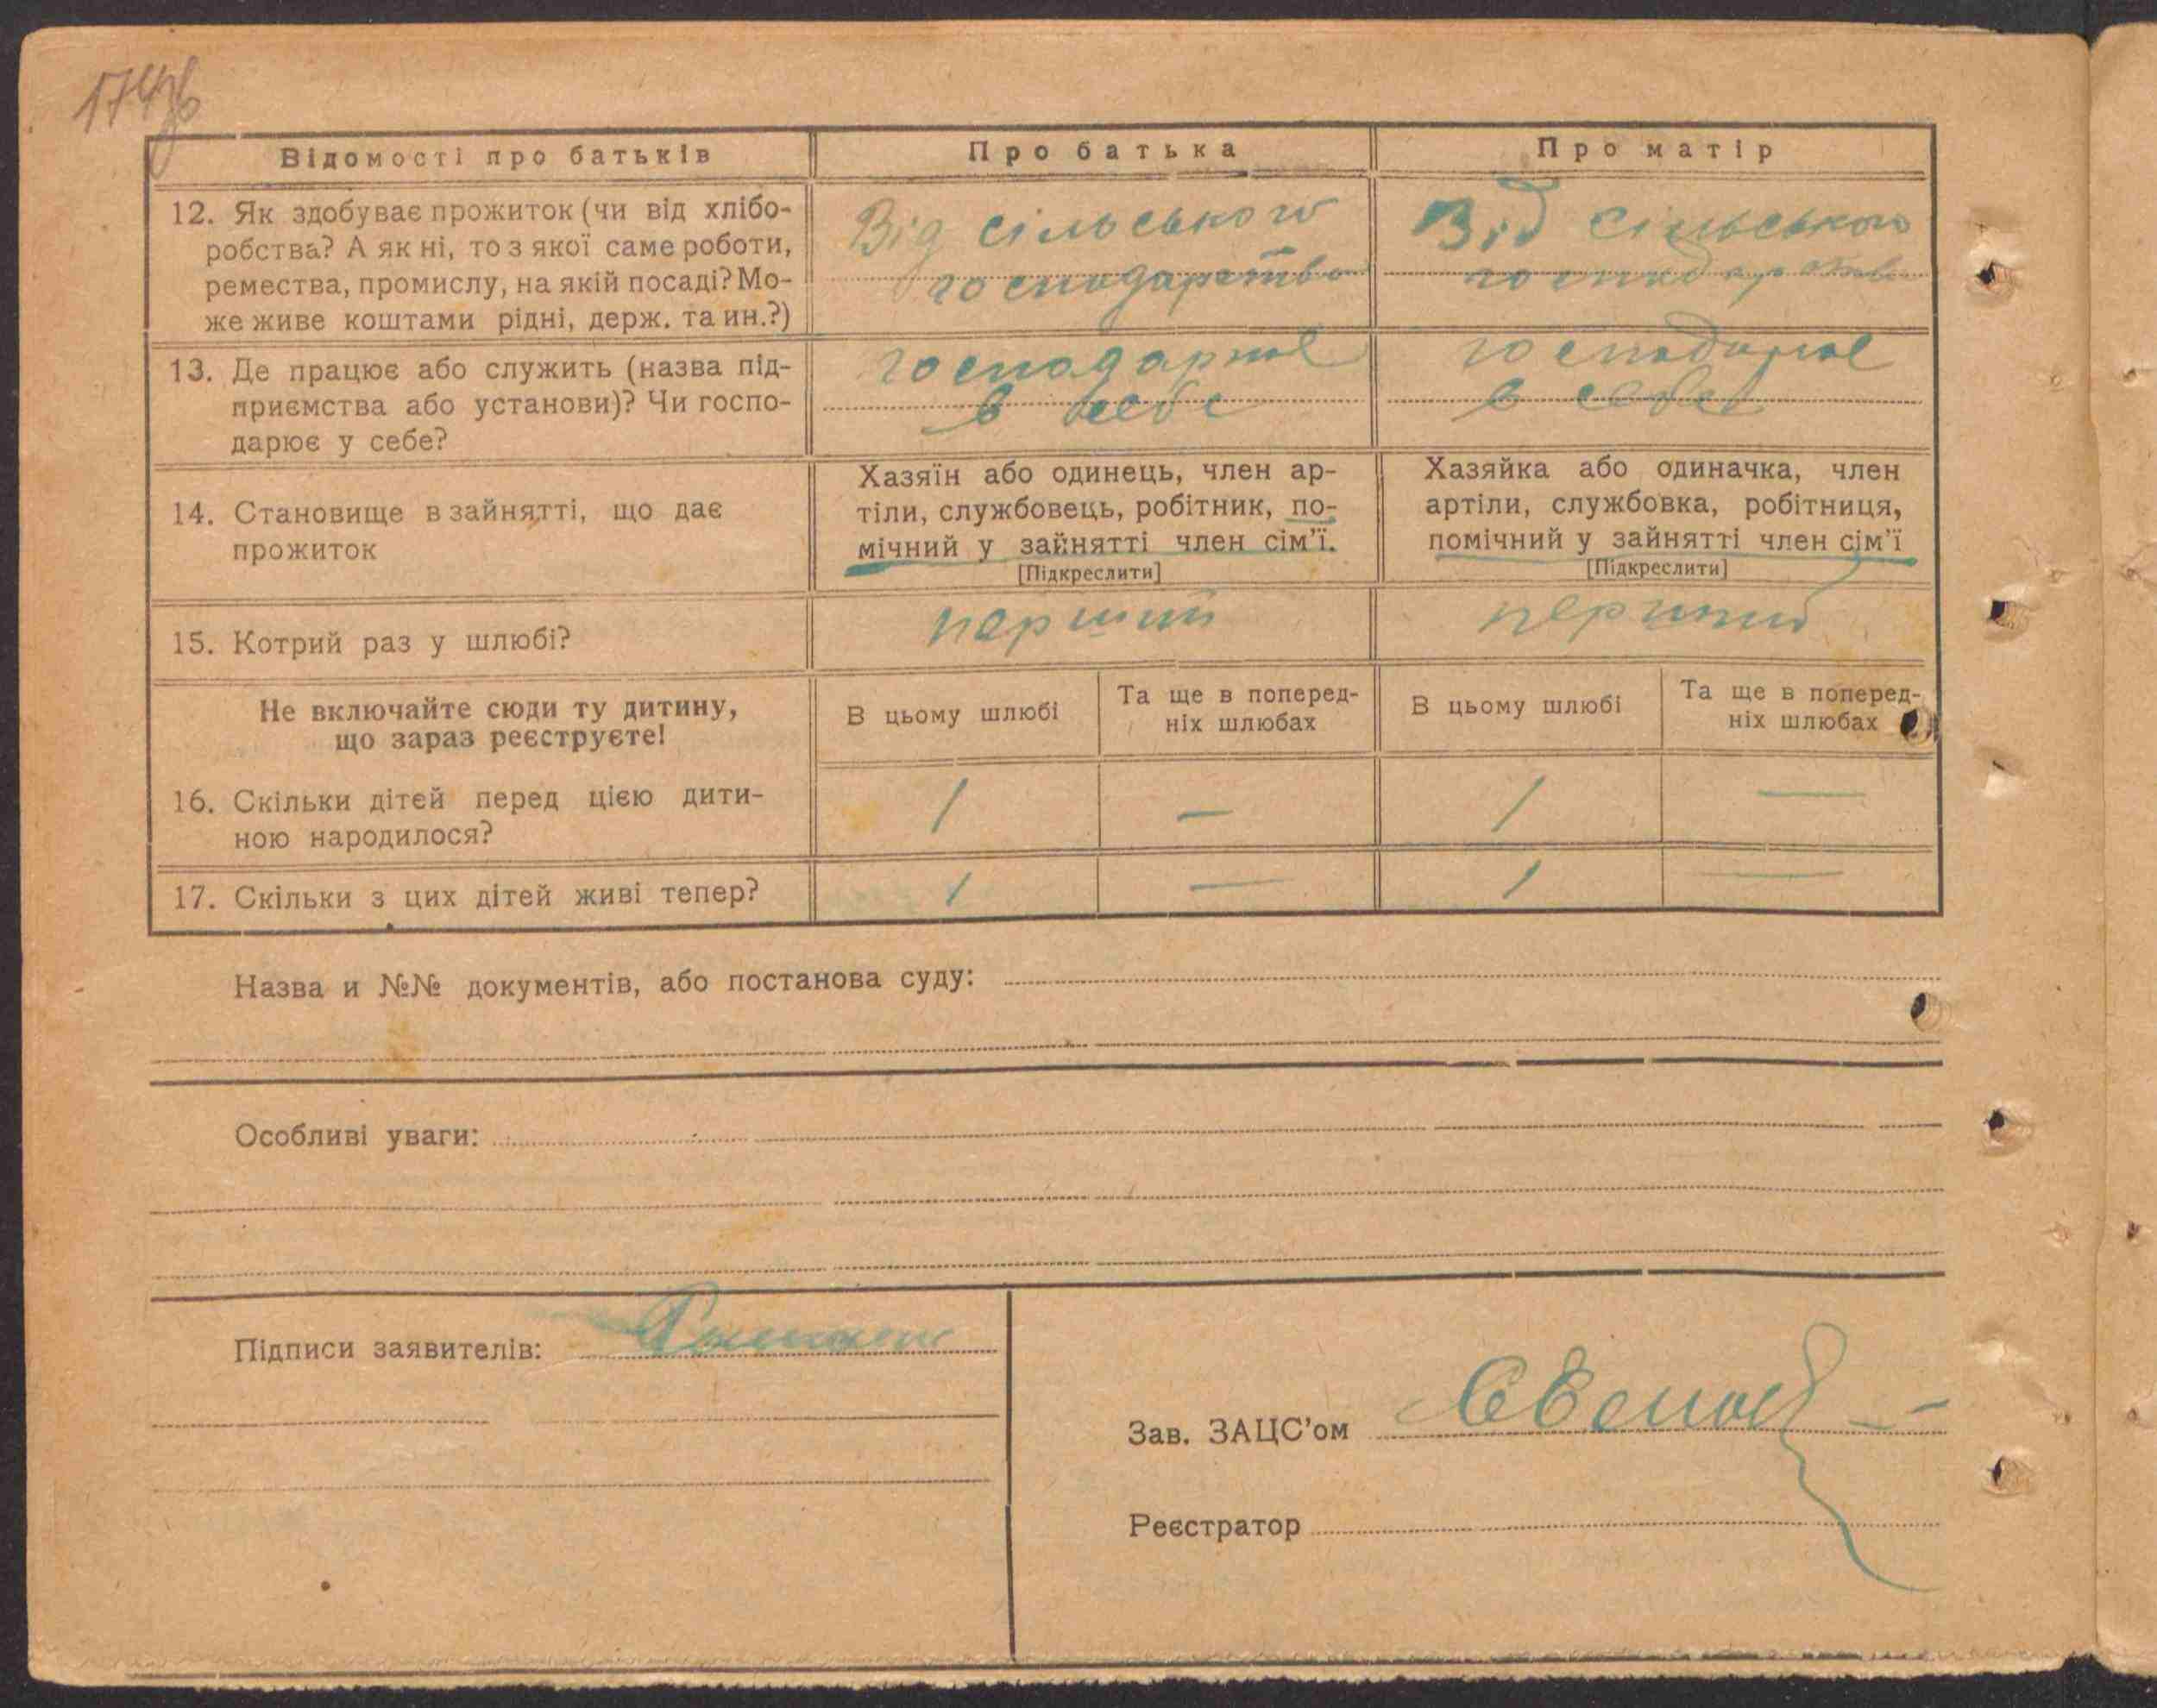 Відомості про батьків
Про батька
Про матір
12. Як здобуває прожиток (чи від хлібо-
робства? А як ні, то з якої саме роботи,
ремества, промислу, на якій посаді? Мо-
же живе коштами рідні, держ. та ин.?)
Від сільського
господарства
Від сільського
господарства
13. Де працює або служить (назва під-
приємства або установи)? Чи госпо-
дарює у себе?
господарює
в себе
господарює
в себе
14. Становище в зайнятті, що дає
прожиток
Хазяїн або одинець, член ар-
тіли, службовець, робітник, по-
мічний у зайнятті член сім'ї.
[Підкреслити]
Хазяйка або одиначка, член
артіли, службовка, робітниця,
помічний у зайнятті член сім'ї
[Підкреслити]
15. Котрий раз у шлюбі?
перший
перший
Не включайте сюди ту дитину,
що зараз реєструєте!
В цьому шлюбі
Та ще в поперед-
ніх шлюбах
В цьому шлюбі
Та ще в поперед-
ніх шлюбах
16. Скільки дітей перед цією дити-
ною народилося?
1 — 1 —
17. Скільки з цих дітей живі тепер?
1 — 1 —
Назва и №№ документів, або постанова суду:
Особливі уваги:
Підписи заявителів:
Зав. ЗАЦС'ом
Реєстратор